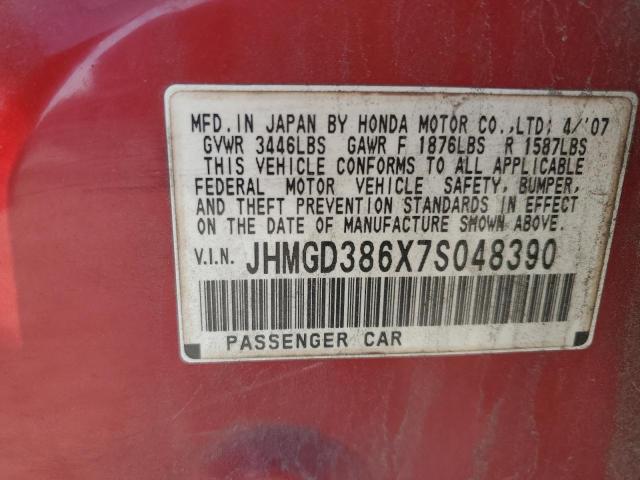 MFD. IN JAPAN BY HONDA MOTOR CO.,LTD; 4/'07
GVWR 3446LBS GAWR F 1876LBS R 1587LBS
THIS VEHICLE CONFORMS TO ALL APPLICABLE
FEDERAL MOTOR VEHICLE SAFETY, BUMPER,
AND THEFT PREVENTION STANDARDS IN EFFECT
ON THE DATE OF MANUFACTURE SHOWN ABOVE.
V.I.N. JHMGD386X7S048390
PASSENGER CAR